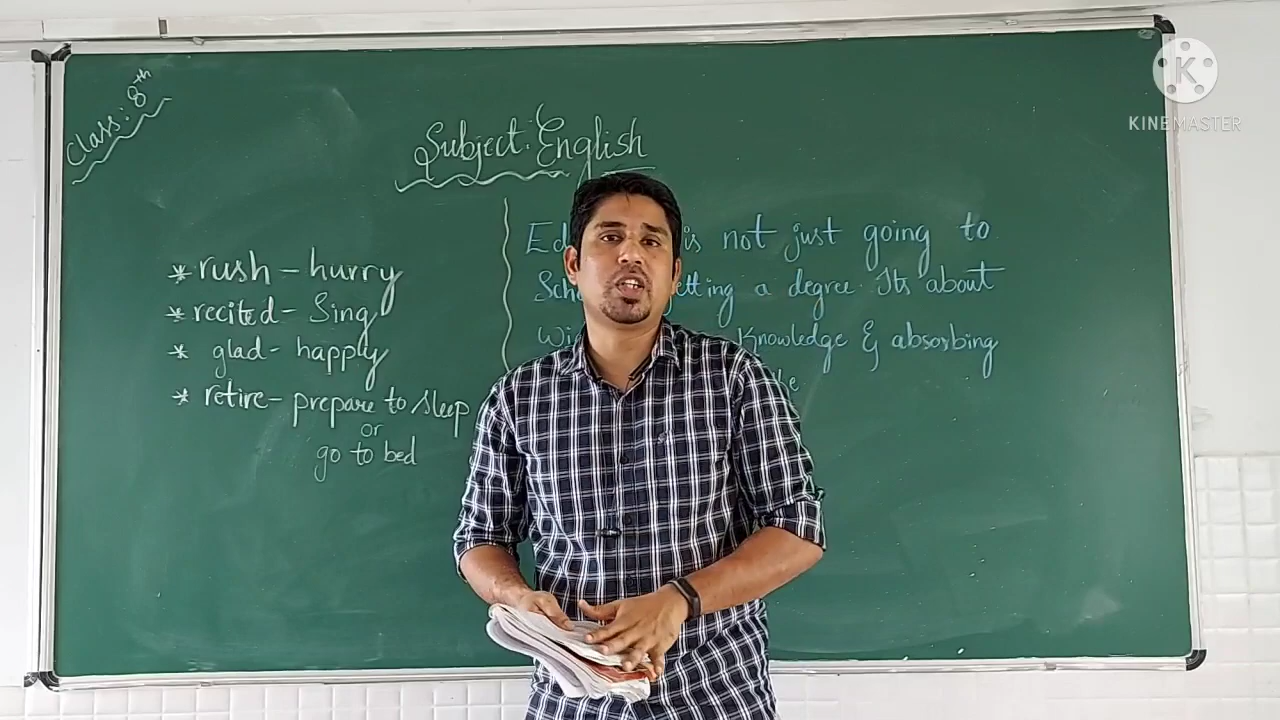 Class: 8th
Subject: English
* rush - hurry
* recited - Sing
* glad - happy
* retire - prepare to sleep
or
go to bed
is not just going to
a degree. Its about
Knowledge & absorbing
KINEMASTER